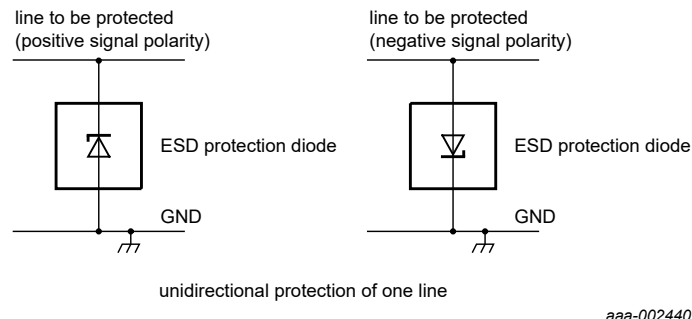 line to be protected
(positive signal polarity)
line to be protected
(negative signal polarity)
ESD protection diode
ESD protection diode
GND
GND
unidirectional protection of one line
aaa-002440